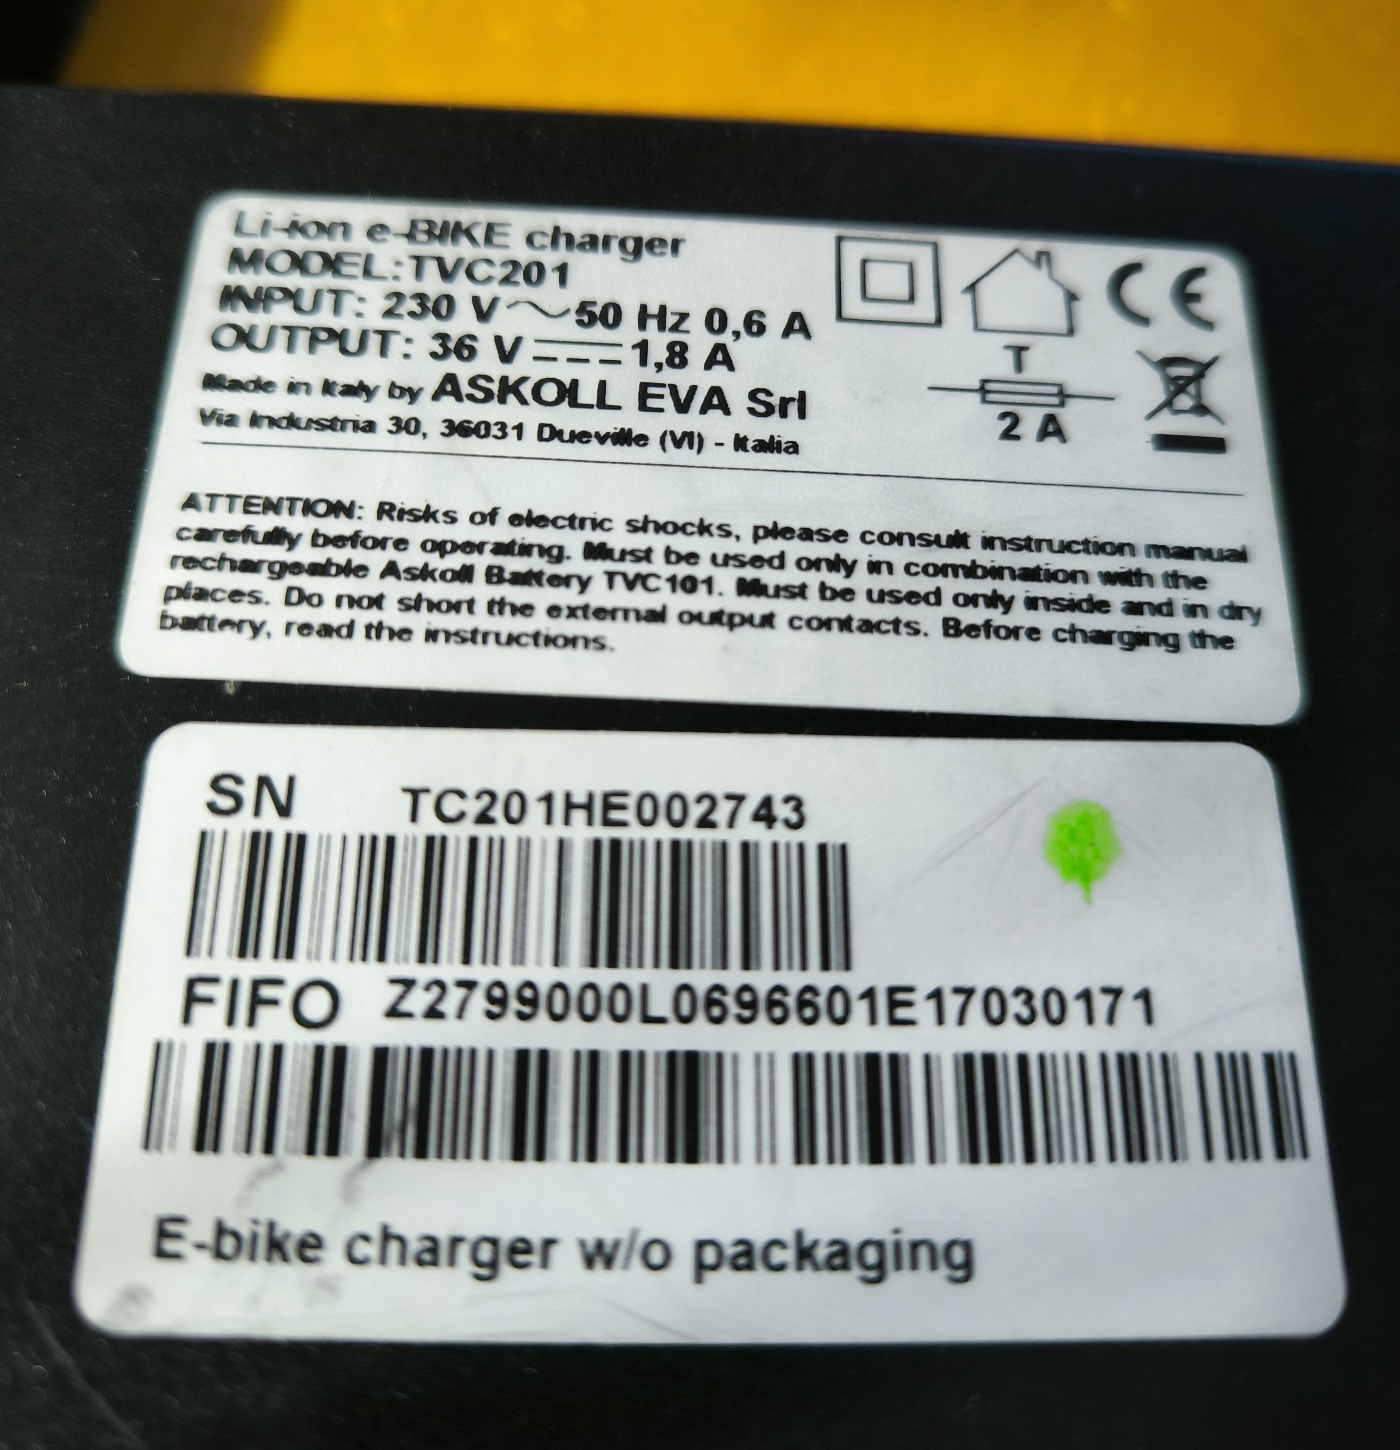 Li-ion e-BIKE charger
MODEL:TVC201
INPUT: 230 V~50 Hz 0,6 A
OUTPUT: 36 V⎓1,8 A
Made in Italy by ASKOLL EVA Srl
Via Industria 30, 36031 Dueville (VI) - Italia
CE
T
2 A
ATTENTION: Risks of electric shocks, please consult instruction manual
carefully before operating. Must be used only in combination with the
rechargeable Askoll Battery TVC101. Must be used only inside and in dry
places. Do not short the external output contacts. Before charging the
battery, read the instructions.
SN TC201HE002743
FIFO Z2799000L0696601E17030171
E-bike charger w/o packaging